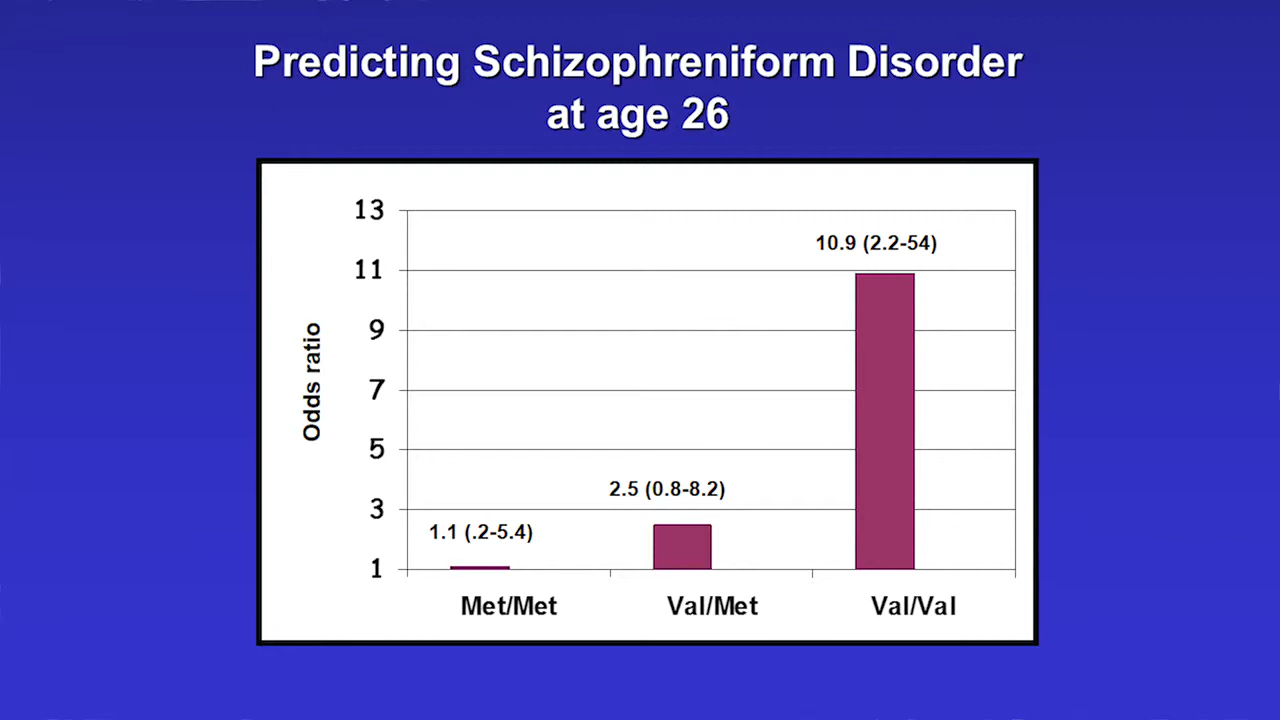 Predicting Schizophreniform Disorder
at age 26
13
11
9
7
5
3
1
Odds ratio
10.9 (2.2-54)
2.5 (0.8-8.2)
1.1 (.2-5.4)
Met/Met
Val/Met
Val/Val